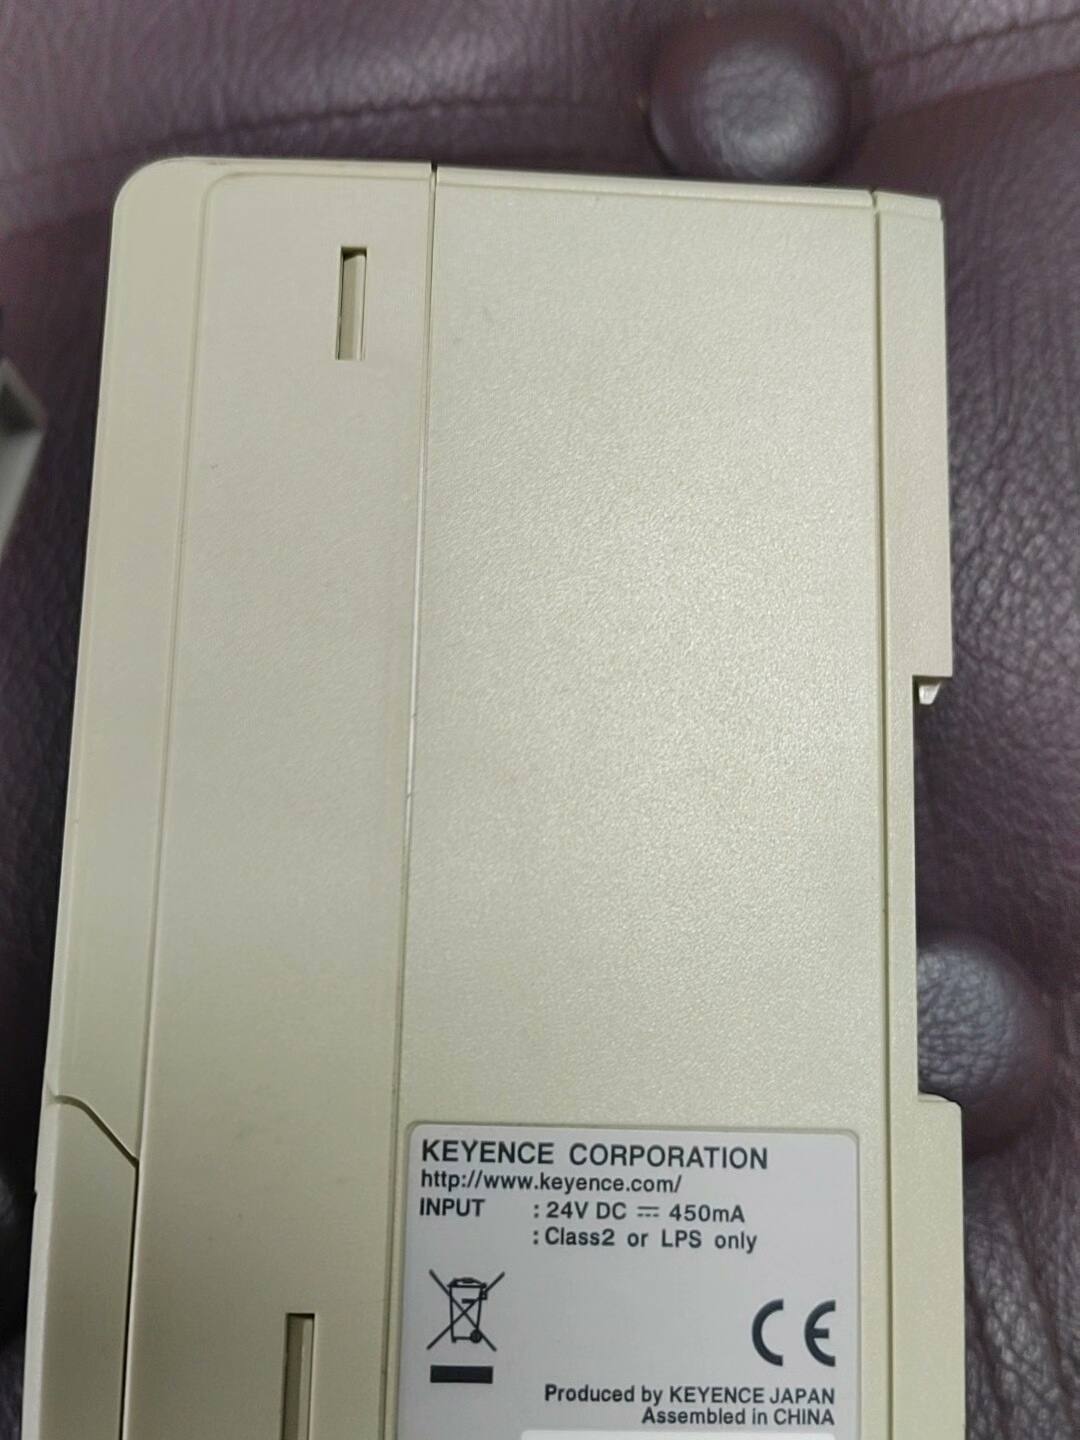 KEYENCE CORPORATION
http://www.keyence.com/
INPUT : 24V DC ⎓ 450mA
: Class2 or LPS only
CE
Produced by KEYENCE JAPAN
Assembled in CHINA